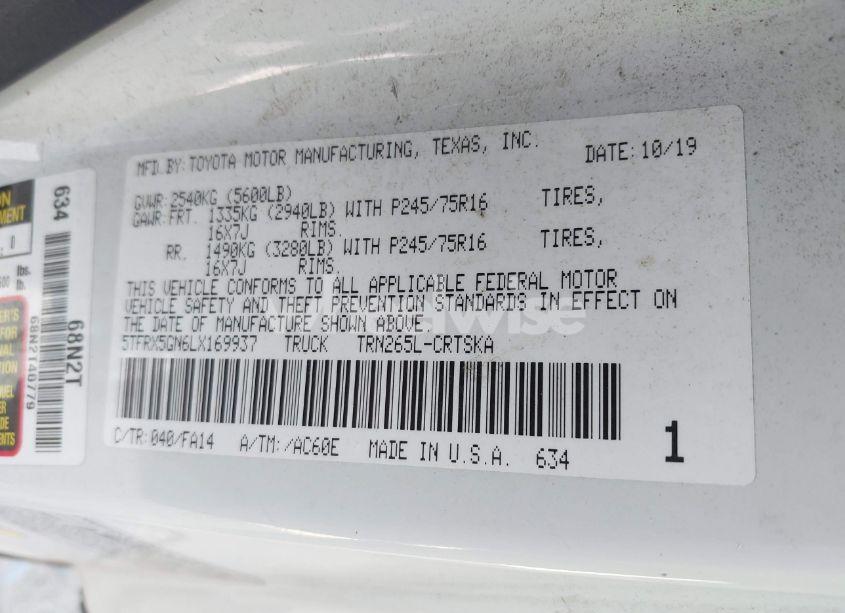 MFD.BY:TOYOTA MOTOR MANUFACTURING, TEXAS, INC. DATE:10/19
GVWR:2540KG (5600LB)
GAWR:FRT. 1335KG (2940LB) WITH P245/75R16 TIRES,
16X7J RIMS.
RR. 1490KG (3280LB) WITH P245/75R16 TIRES,
16X7J RIMS.
THIS VEHICLE CONFORMS TO ALL APPLICABLE FEDERAL MOTOR
VEHICLE SAFETY AND THEFT PREVENTION STANDARDS IN EFFECT ON
THE DATE OF MANUFACTURE SHOWN ABOVE.
5TFRX5GN6LX169937 TRUCK TRN265L-CRTSKA
C/TR:040/FA14 A/TM:/AC60E MADE IN U.S.A. 634
1
634
68N2T
68N2T40779
lbs.
lb.